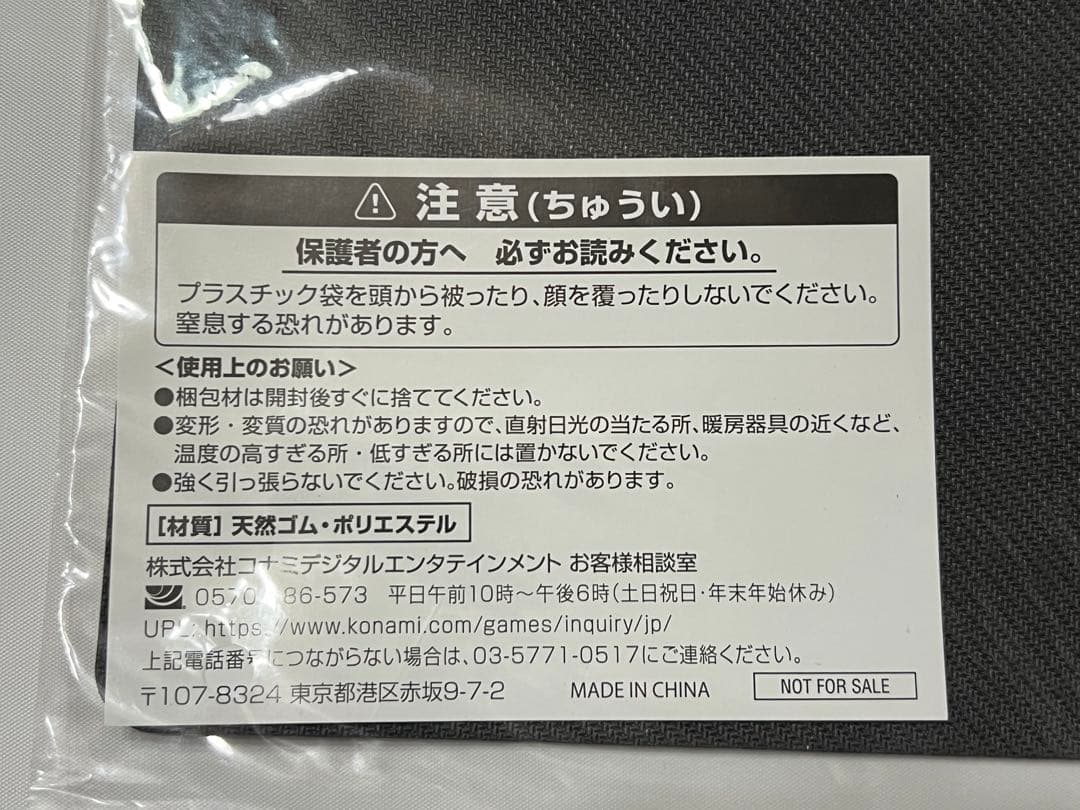 注意(ちゅうい)
保護者の方へ 必ずお読みください。
プラスチック袋を頭から被ったり、顔を覆ったりしないでください。
窒息する恐れがあります。
<使用上のお願い>
●梱包材は開封後すぐに捨ててください。
●変形・変質の恐れがありますので、直射日光の当たる所、暖房器具の近くなど、
温度の高すぎる所・低すぎる所には置かないでください。
●強く引っ張らないでください。破損の恐れがあります。
[材質] 天然ゴム・ポリエステル
株式会社コナミデジタルエンタテインメント お客様相談室
86-573 平日午前10時～午後6時(土日祝日・年末年始休み)
URL: https://www.konami.com/games/inquiry/jp/
上記電話番号につながらない場合は、03-5771-0517にご連絡ください。
〒107-8324 東京都港区赤坂9-7-2 MADE IN CHINA NOT FOR SALE